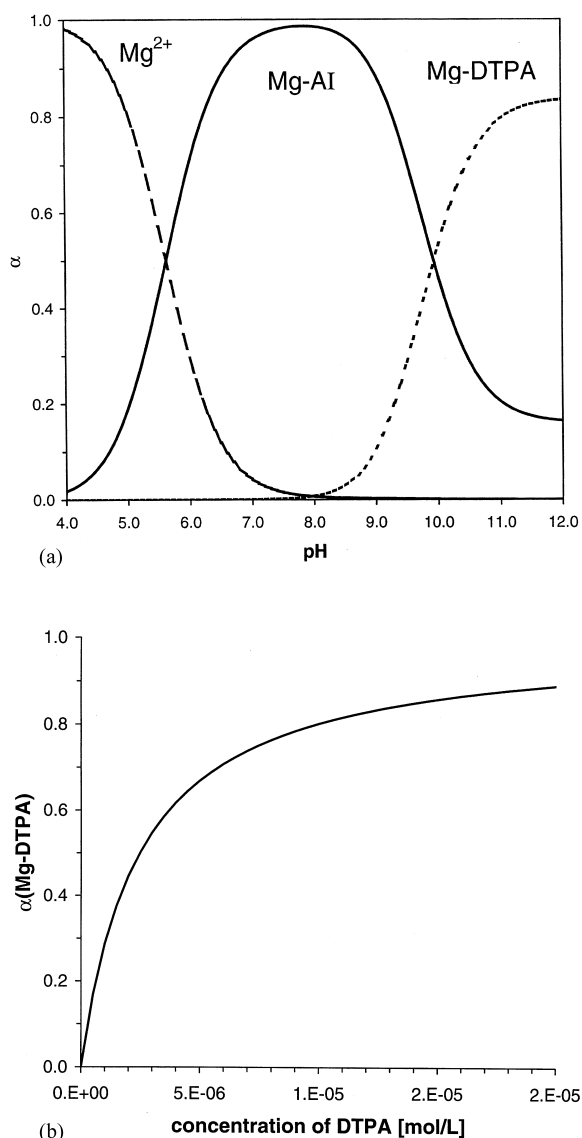 1.0
Mg2+
Mg-AI
Mg-DTPA
0.8
0.6
α
0.4
0.2
0.0
4.0 5.0 6.0 7.0 8.0 9.0 10.0 11.0 12.0
pH
(a)
1.0
0.8
α(Mg-DTPA)
0.6
0.4
0.2
0.0
0.E+00 5.E-06 1.E-05 2.E-05 2.E-05
concentration of DTPA [mol/L]
(b)